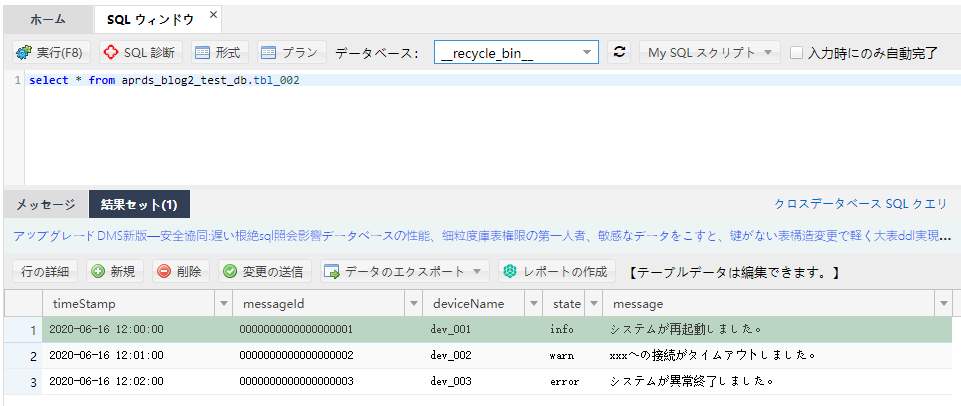 ホーム SQL ウィンドウ
実行(F8) SQL 診断 形式 プラン データベース： __recycle_bin__ My SQL スクリプト 入力時にのみ自動完了
1 select * from aprds_blog2_test_db.tbl_002
メッセージ 結果セット(1) クロスデータベース SQL クエリ
アップグレードDMS新版—安全协同:遅い根絶sql照会影響データベースの性能、細粒度庫表権限の第一人者、敏感なデータをこすと、鍵がない表構造変更で軽く大表ddl実現...
行の詳細 新規 削除 変更の送信 データのエクスポート レポートの作成 【テーブルデータは編集できます。】
timeStamp messageId deviceName state message
1 2020-06-16 12:00:00 0000000000000000001 dev_001 info システムが再起動しました。
2 2020-06-16 12:01:00 0000000000000000002 dev_002 warn xxxへの接続がタイムアウトしました。
3 2020-06-16 12:02:00 0000000000000000003 dev_003 error システムが異常終了しました。